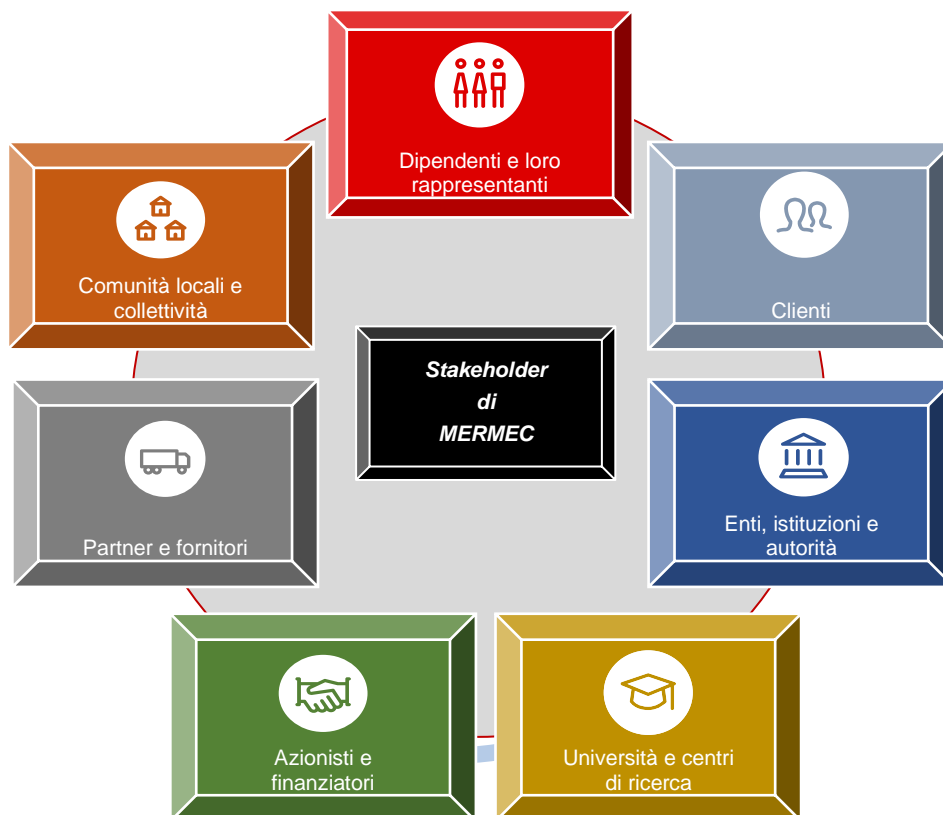 Dipendenti e loro
rappresentanti
Comunità locali e
collettività
Clienti
Stakeholder
di
MERMEC
Partner e fornitori
Enti, istituzioni e
autorità
Azionisti e
finanziatori
Università e centri
di ricerca